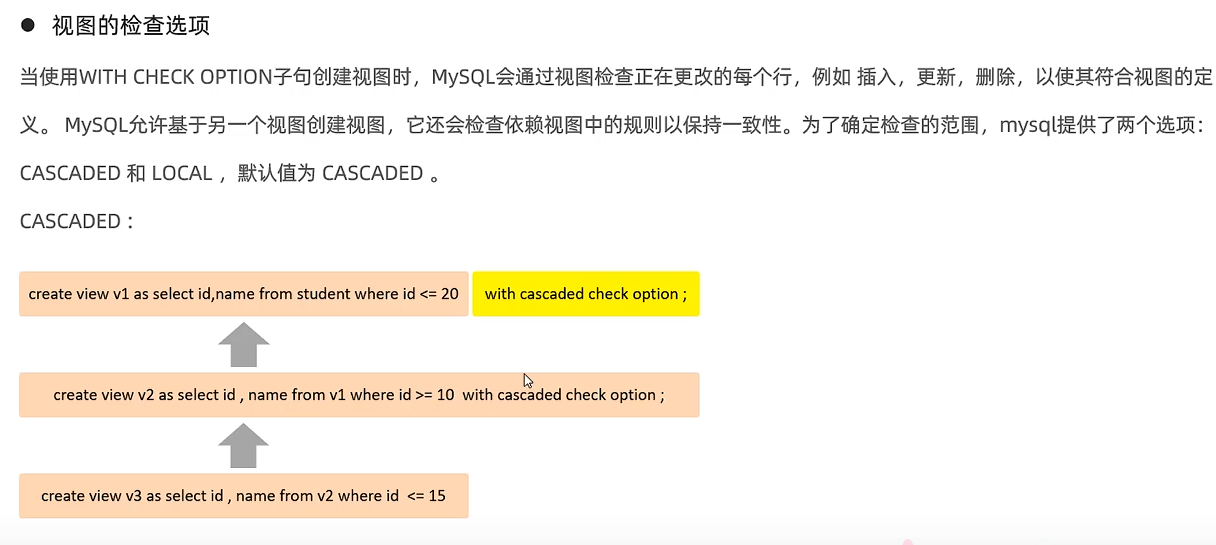 ● 视图的检查选项
当使用WITH CHECK OPTION子句创建视图时，MySQL会通过视图检查正在更改的每个行，例如 插入，更新，删除，以使其符合视图的定
义。 MySQL允许基于另一个视图创建视图，它还会检查依赖视图中的规则以保持一致性。为了确定检查的范围，mysql提供了两个选项：
CASCADED 和 LOCAL ，默认值为 CASCADED 。
CASCADED：
create view v1 as select id,name from student where id <= 20 with cascaded check option ;
create view v2 as select id , name from v1 where id >= 10 with cascaded check option ;
create view v3 as select id , name from v2 where id <= 15